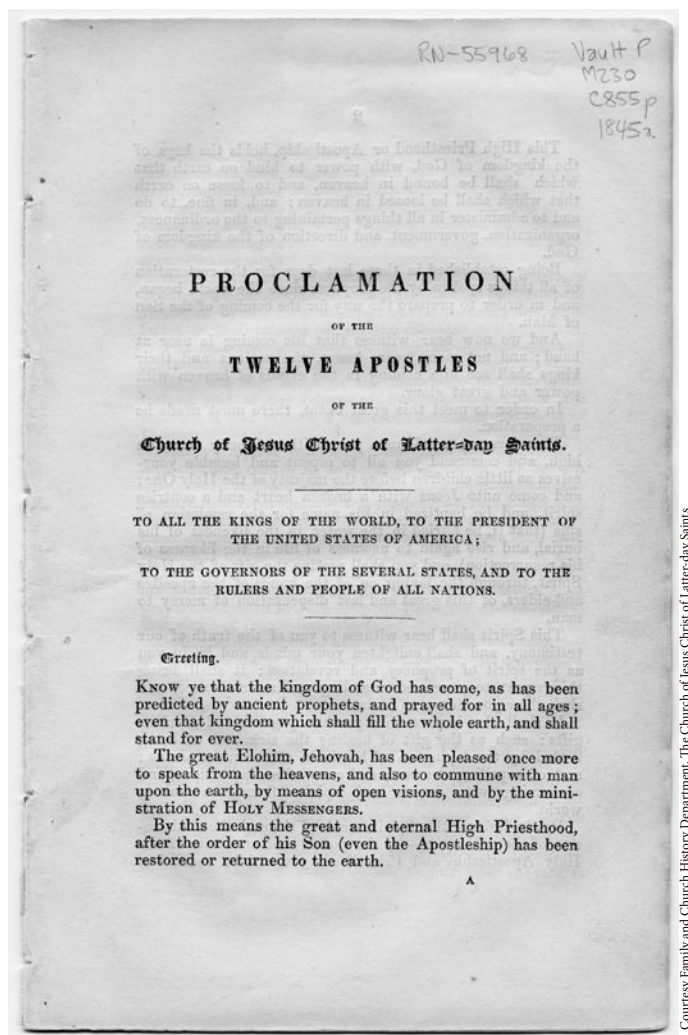 RN-55968
Vault P
M230
C855p
1845a
PROCLAMATION
OF THE
TWELVE APOSTLES
OF THE
Church of Jesus Christ of Latter-day Saints.
TO ALL THE KINGS OF THE WORLD, TO THE PRESIDENT OF
THE UNITED STATES OF AMERICA;
TO THE GOVERNORS OF THE SEVERAL STATES, AND TO THE
RULERS AND PEOPLE OF ALL NATIONS.
Greeting.
KNOW ye that the kingdom of God has come, as has been
predicted by ancient prophets, and prayed for in all ages;
even that kingdom which shall fill the whole earth, and shall
stand for ever.
The great Elohim, Jehovah, has been pleased once more
to speak from the heavens, and also to commune with man
upon the earth, by means of open visions, and by the mini-
stration of HOLY MESSENGERS.
By this means the great and eternal High Priesthood,
after the order of his Son (even the Apostleship) has been
restored or returned to the earth.
A
Courtesy Family and Church History Department, The Church of Jesus Christ of Latter-day Saints